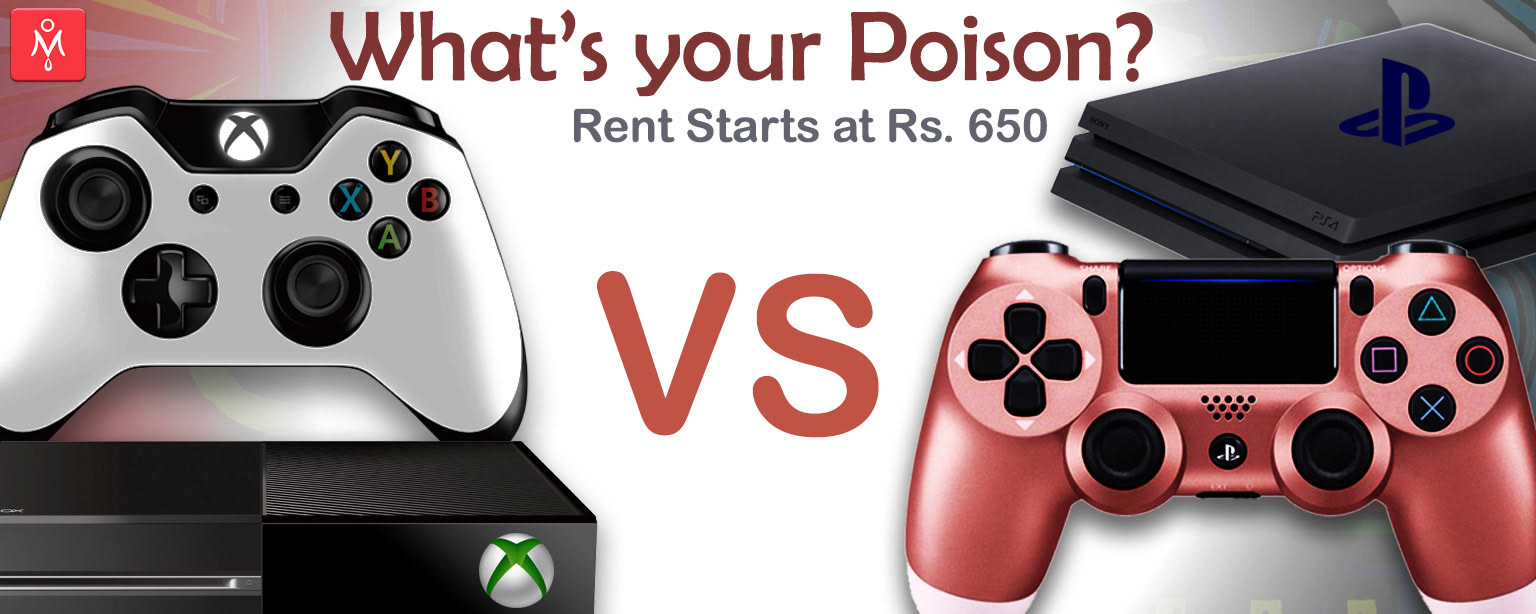 What's your Poison?
Rent Starts at Rs. 650
VS
M
Y
X
B
A
SONY
PS4
SHARE
OPTIONS